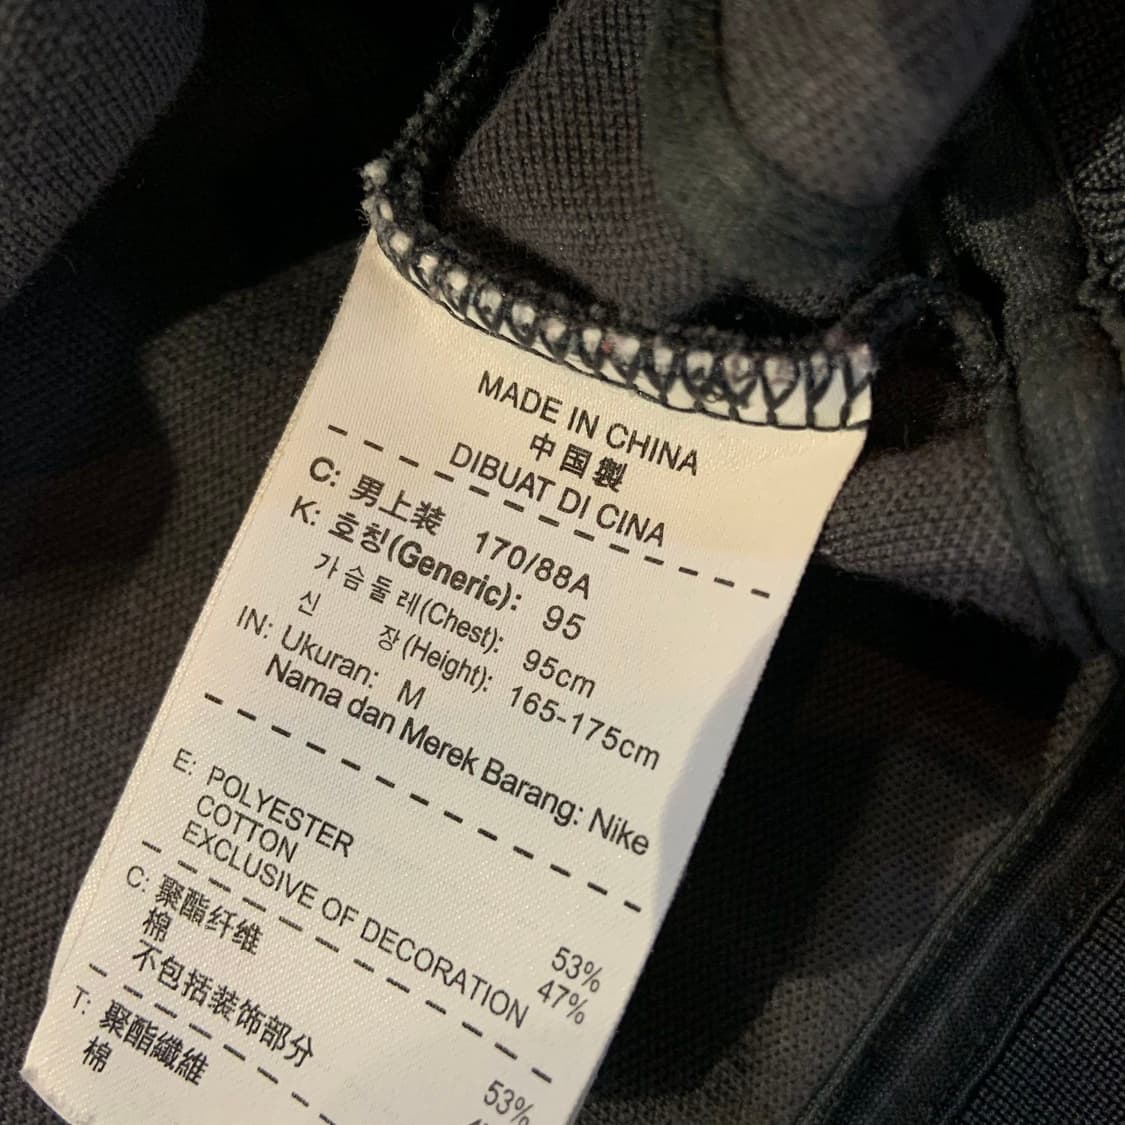 MADE IN CHINA
中国製
DIBUAT DI CINA
C: 男上装 170/88A
K: 호칭(Generic): 95
가슴둘레(Chest): 95cm
신 장(Height): 165-175cm
IN: Ukuran: M
Nama dan Merek Barang: Nike
E: POLYESTER 53%
COTTON 47%
EXCLUSIVE OF DECORATION
C: 聚酯纤维 53%
棉
不包括装饰部分
T: 聚酯纖維
棉